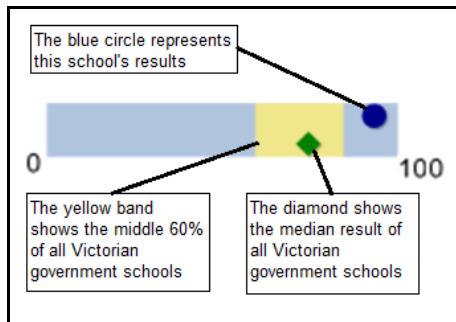 The blue circle represents
this school's results
0
100
The yellow band
shows the middle 60%
of all Victorian
government schools
The diamond shows
the median result of
all Victorian
government schools